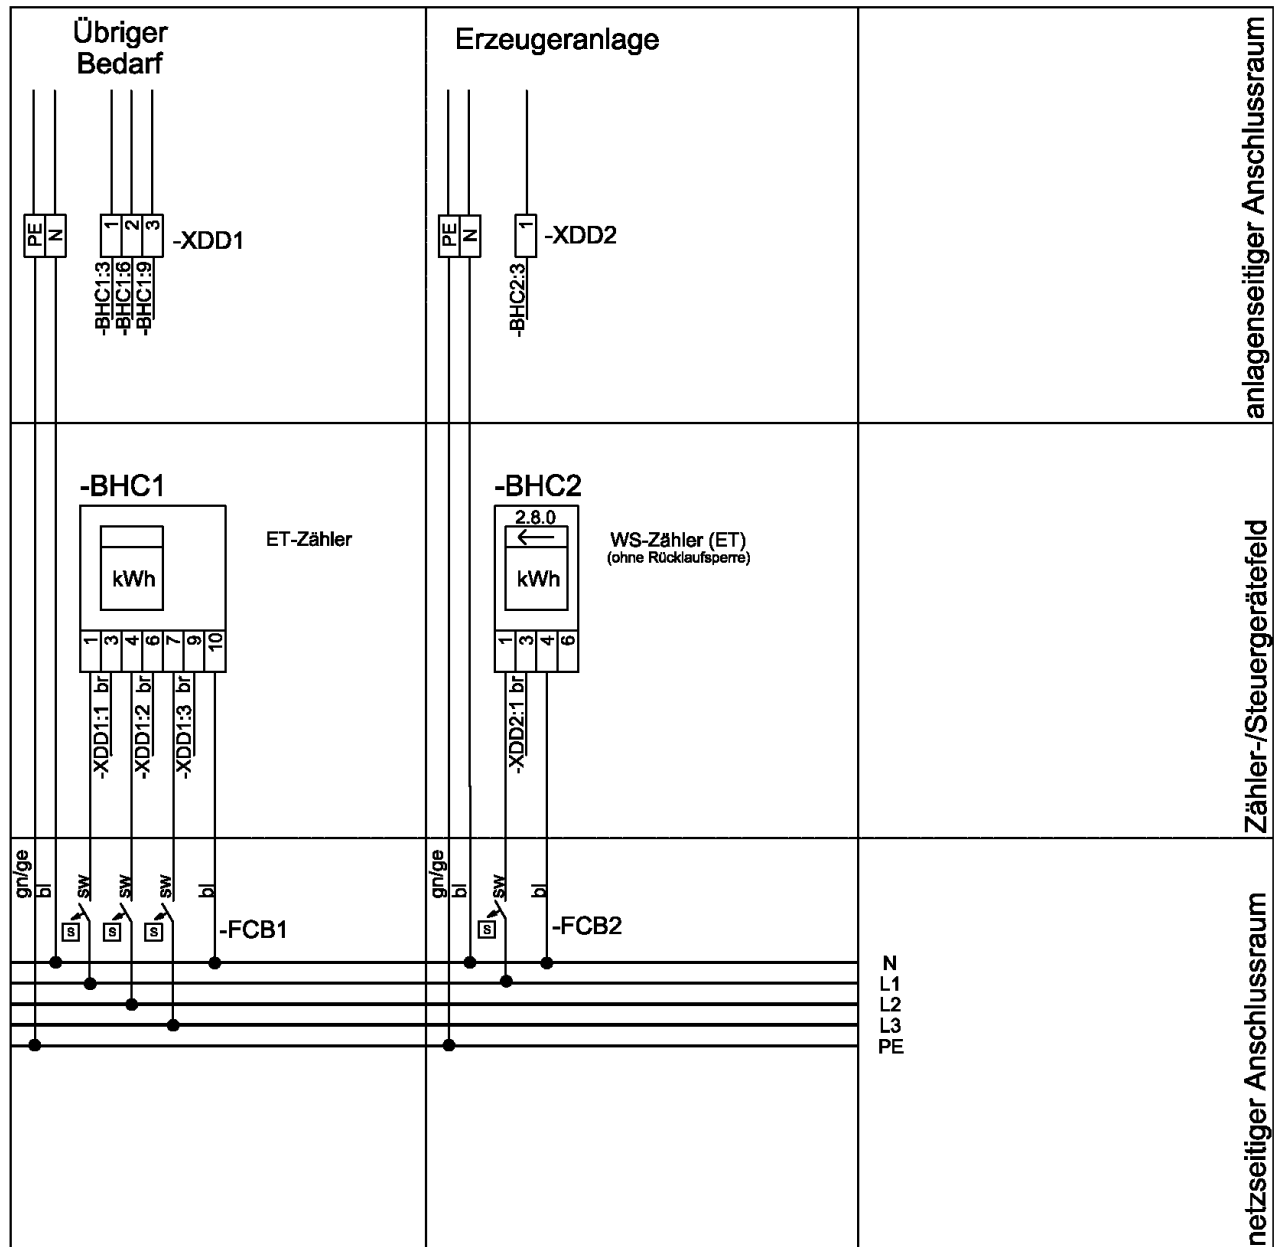 Übriger
Bedarf
Erzeugeranlage
anlagenseitiger Anschlussraum
PE
N
1
2
3
-XDD1
-BHC1:3
-BHC1:6
-BHC1:9
PE
N
1
-XDD2
-BHC2:3
-BHC1
kWh
ET-Zähler
1
3
4
6
7
9
10
-XDD1:1 br
-XDD1:2 br
-XDD1:3 br
-BHC2
2.8.0
kWh
WS-Zähler (ET)
(ohne Rücklaufsperre)
1
3
4
6
-XDD2:1 br
Zähler-/Steuergerätefeld
gn/ge
bl
sw
sw
sw
bl
s
s
s
-FCB1
gn/ge
bl
sw
bl
s
-FCB2
N
L1
L2
L3
PE
netzseitiger Anschlussraum